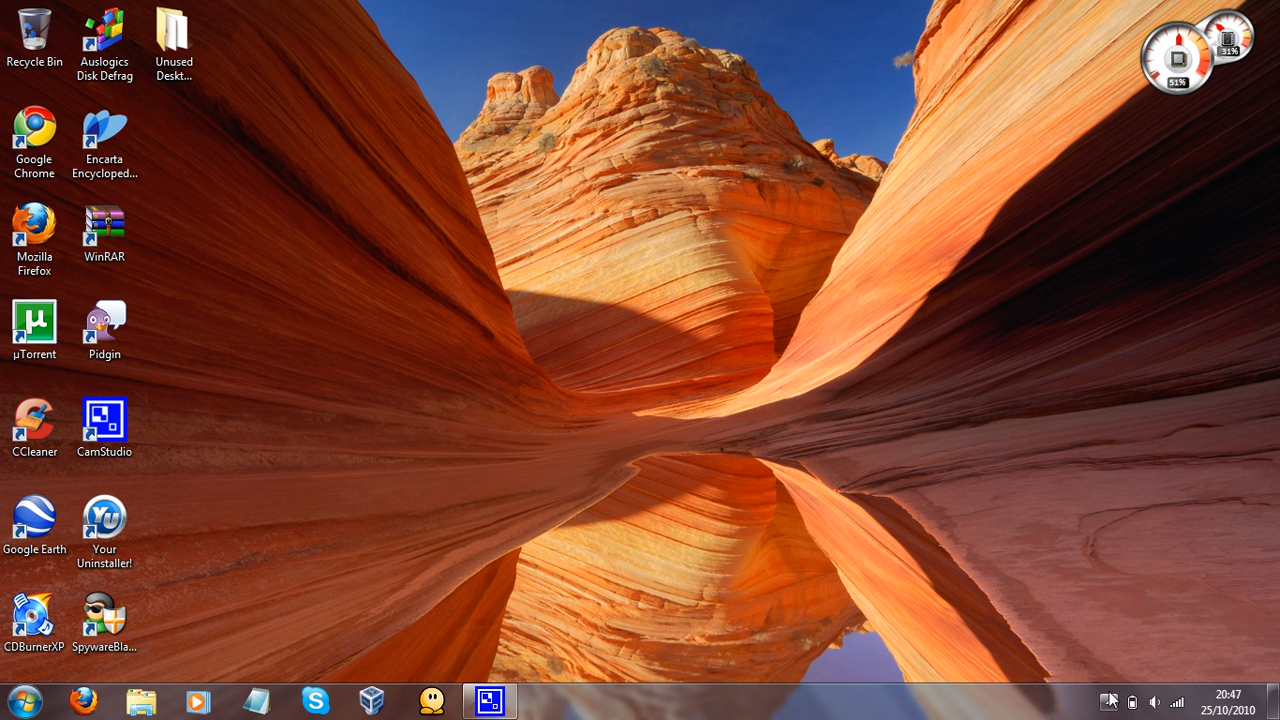 Recycle Bin
Auslogics
Disk Defrag
Unused
Deskt...
Google
Chrome
Encarta
Encycloped...
Mozilla
Firefox
WinRAR
µTorrent
Pidgin
CCleaner
CamStudio
Google Earth
Your
Uninstaller!
CDBurnerXP
SpywareBla...
51%
31%
20:47
25/10/2010